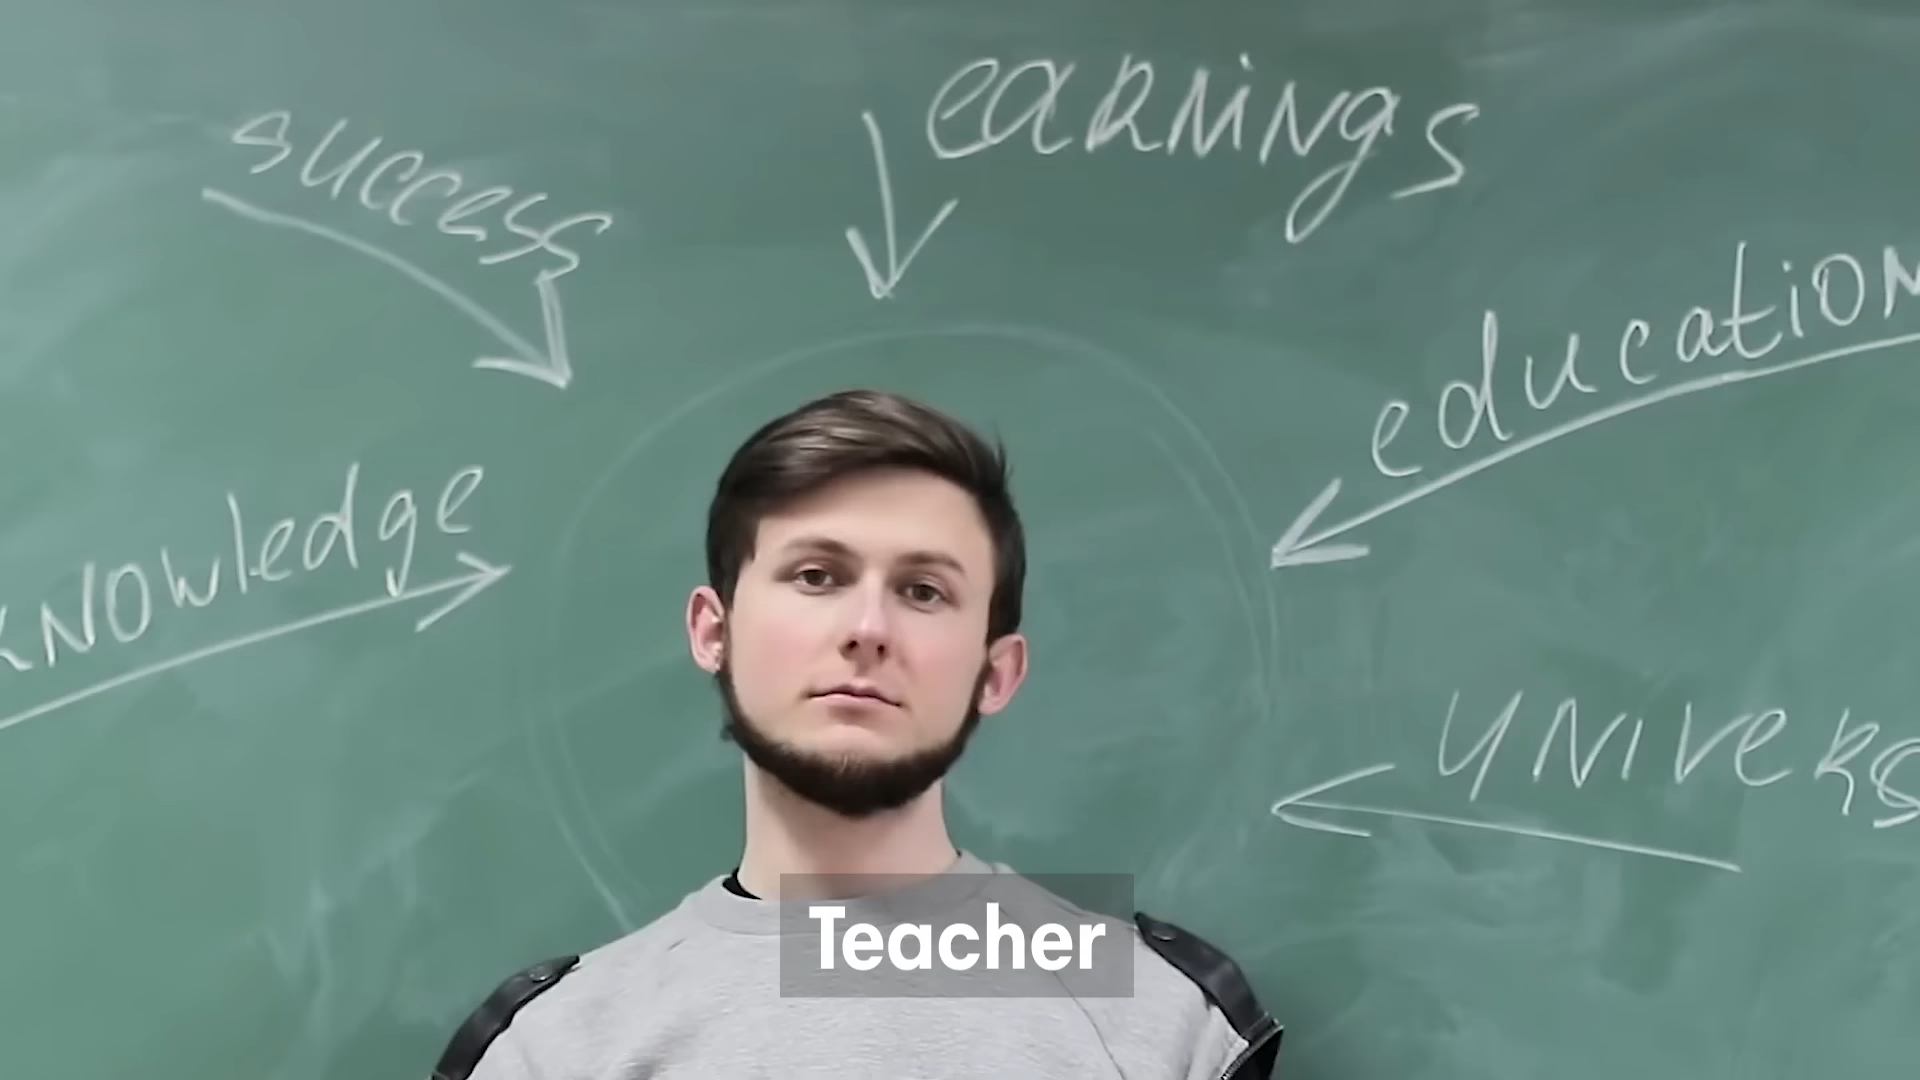 success
earnings
education
knowledge
univers
Teacher